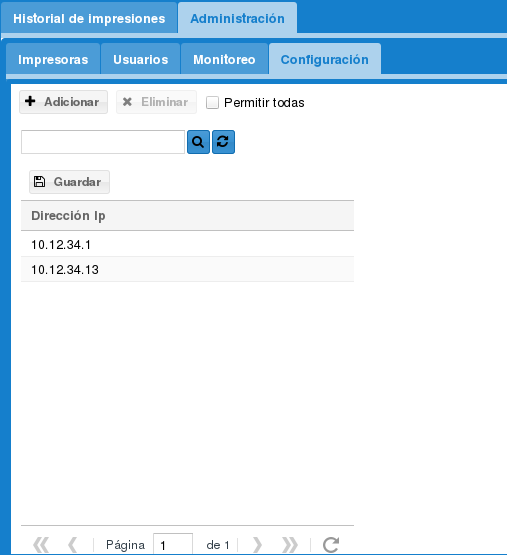 Historial de impresiones Administración
Impresoras Usuarios Monitoreo Configuración
Adicionar Eliminar Permitir todas
Guardar
Dirección Ip
10.12.34.1
10.12.34.13
Página 1 de 1